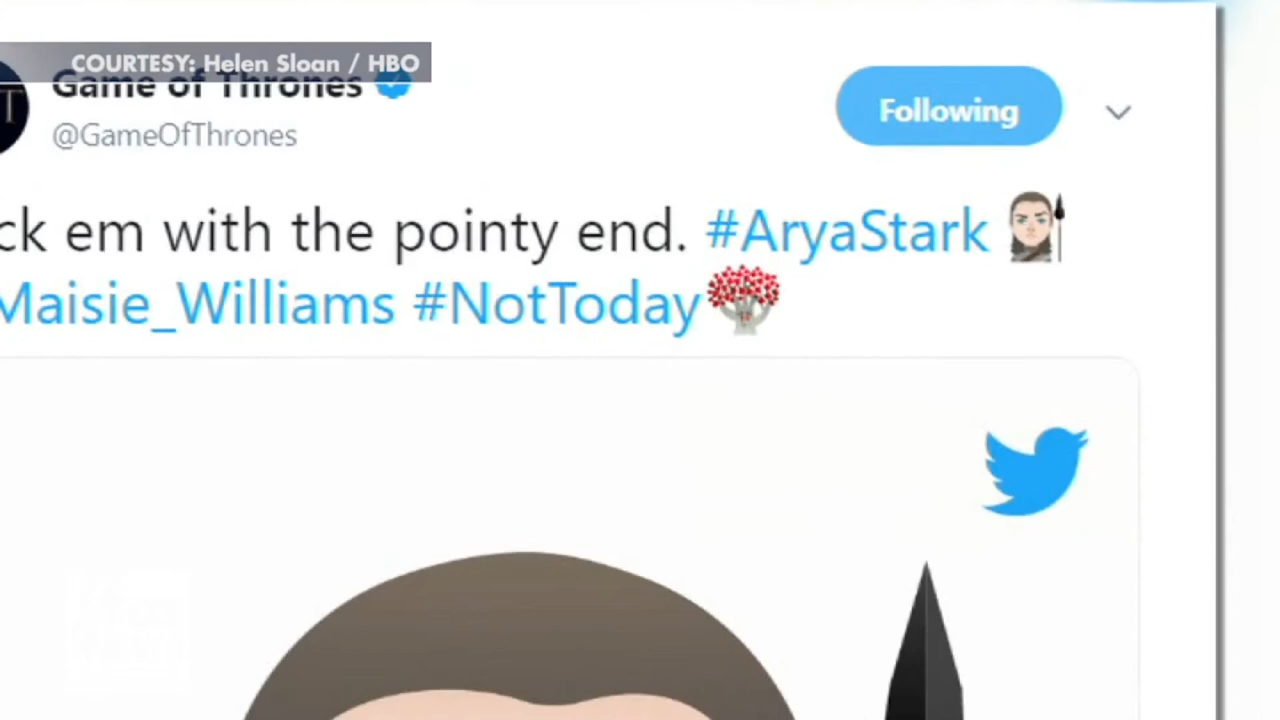 COURTESY: Helen Sloan / HBO
Game of Thrones
@GameOfThrones
Following
ck em with the pointy end. #AryaStark
Maisie_Williams #NotToday